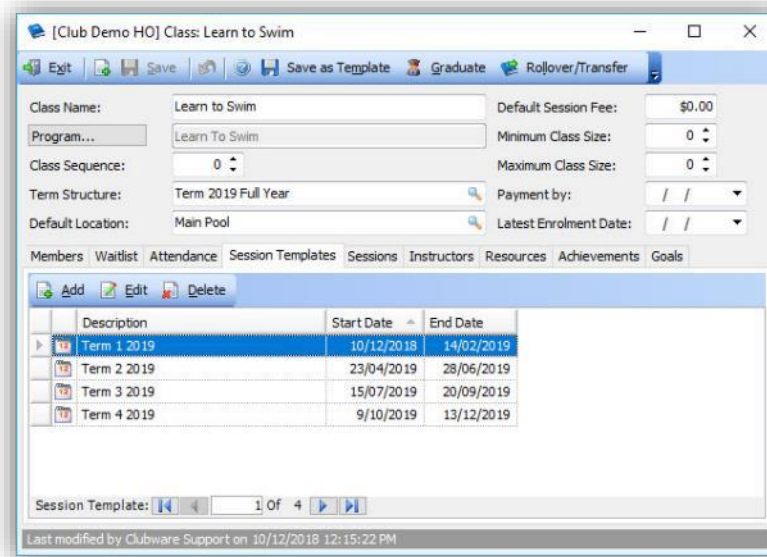 [Club Demo HO] Class: Learn to Swim
Exit Save Save as Template Graduate Rollover/Transfer
Class Name: Learn to Swim Default Session Fee: $0.00
Program... Learn To Swim Minimum Class Size: 0
Class Sequence: 0 Maximum Class Size: 0
Term Structure: Term 2019 Full Year Payment by: / /
Default Location: Main Pool Latest Enrolment Date: / /
Members Waitlist Attendance Session Templates Sessions Instructors Resources Achievements Goals
Add Edit Delete
Description Start Date End Date
12 Term 1 2019 10/12/2018 14/02/2019
12 Term 2 2019 23/04/2019 28/06/2019
12 Term 3 2019 15/07/2019 20/09/2019
12 Term 4 2019 9/10/2019 13/12/2019
Session Template: 1 Of 4
Last modified by Clubware Support on 10/12/2018 12:15:22 PM